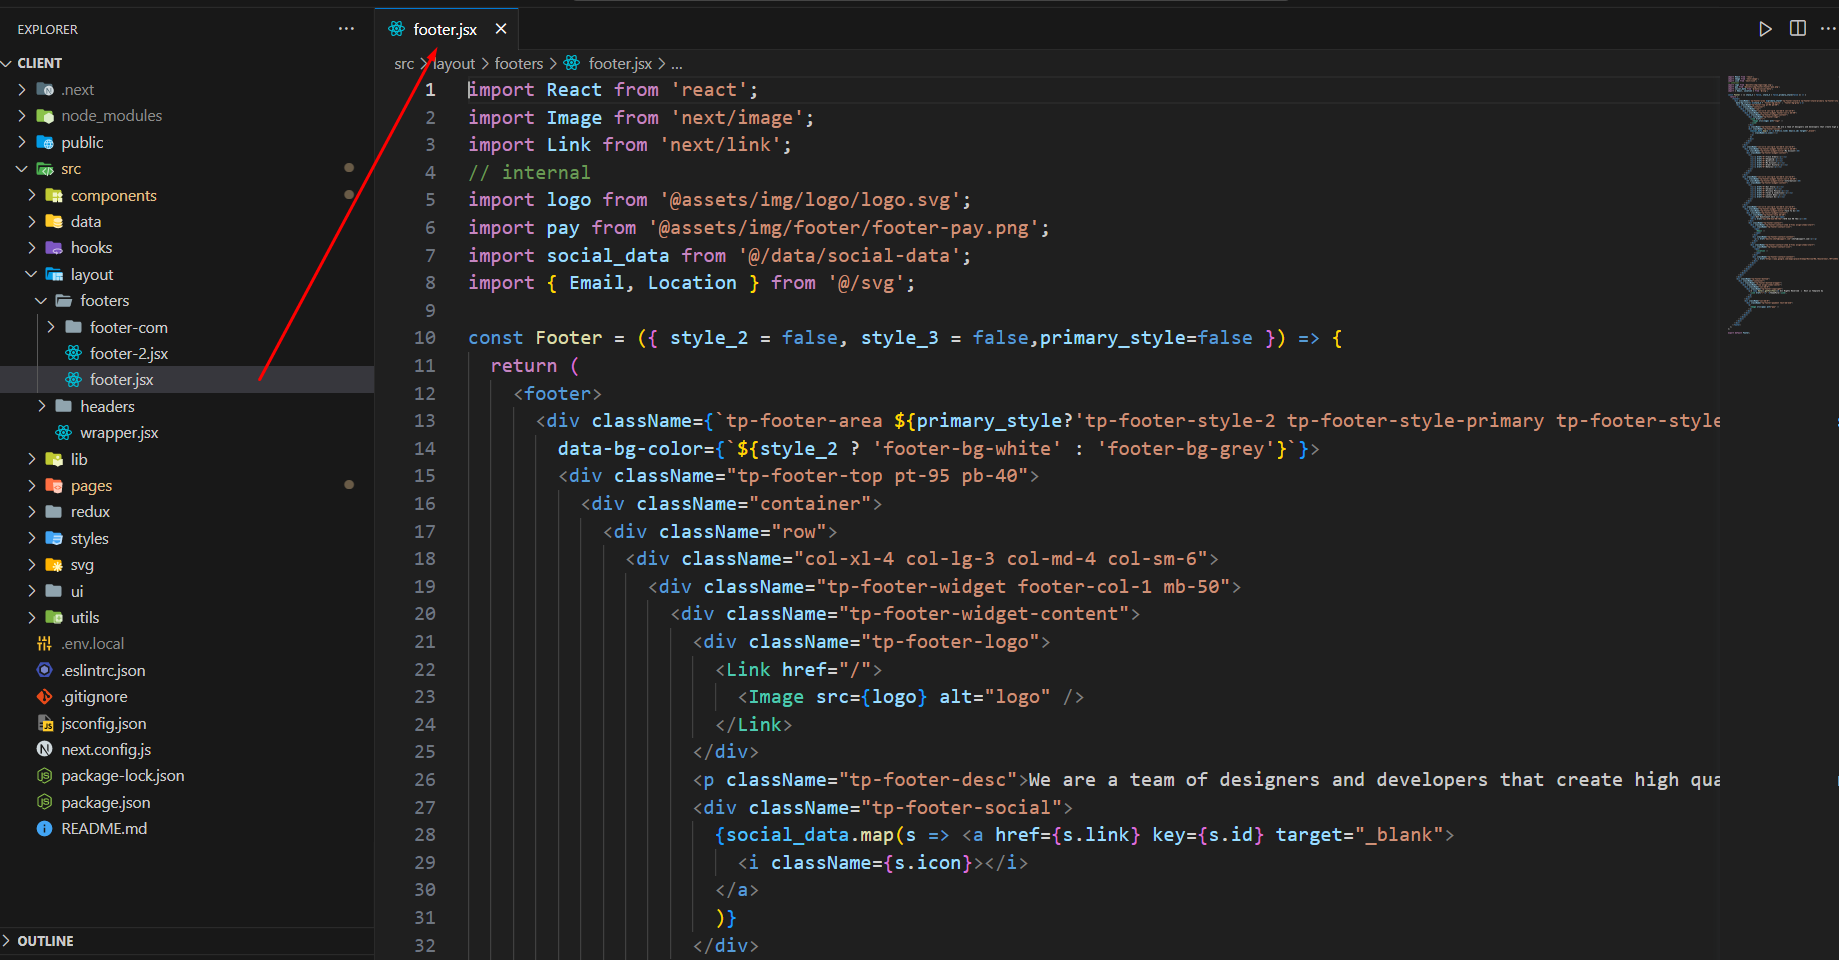 EXPLORER
CLIENT
.next
node_modules
public
src
components
data
hooks
layout
footers
footer-com
footer-2.jsx
footer.jsx
headers
wrapper.jsx
lib
pages
redux
styles
svg
ui
utils
.env.local
.eslintrc.json
.gitignore
jsconfig.json
next.config.js
package-lock.json
package.json
README.md
OUTLINE
footer.jsx
src > layout > footers > footer.jsx > ...
1 import React from 'react';
2 import Image from 'next/image';
3 import Link from 'next/link';
4 // internal
5 import logo from '@assets/img/logo/logo.svg';
6 import pay from '@assets/img/footer/footer-pay.png';
7 import social_data from '@/data/social-data';
8 import { Email, Location } from '@/svg';
9
10 const Footer = ({ style_2 = false, style_3 = false,primary_style=false }) => {
11 return (
12 <footer>
13 <div className={`tp-footer-area ${primary_style?'tp-footer-style-2 tp-footer-style-primary tp-footer-style
14 data-bg-color={`${style_2 ? 'footer-bg-white' : 'footer-bg-grey'}`}>
15 <div className="tp-footer-top pt-95 pb-40">
16 <div className="container">
17 <div className="row">
18 <div className="col-xl-4 col-lg-3 col-md-4 col-sm-6">
19 <div className="tp-footer-widget footer-col-1 mb-50">
20 <div className="tp-footer-widget-content">
21 <div className="tp-footer-logo">
22 <Link href="/">
23 <Image src={logo} alt="logo" />
24 </Link>
25 </div>
26 <p className="tp-footer-desc">We are a team of designers and developers that create high qua
27 <div className="tp-footer-social">
28 {social_data.map(s => <a href={s.link} key={s.id} target="_blank">
29 <i className={s.icon}></i>
30 </a>
31 )}
32 </div>